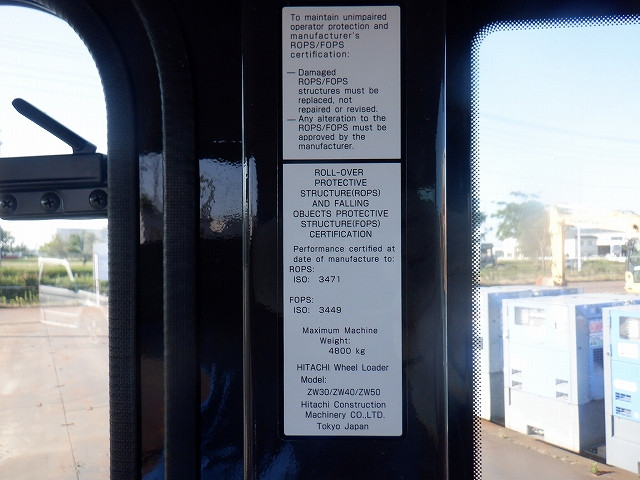 To maintain unimpaired
operator protection and
manufacturer's
ROPS/FOPS
certification:
— Damaged
ROPS/FOPS
structures must be
replaced, not
repaired or revised.
— Any alteration to the
ROPS/FOPS must be
approved by the
manufacturer.
ROLL-OVER
PROTECTIVE
STRUCTURE(ROPS)
AND FALLING
OBJECTS PROTECTIVE
STRUCTURE(FOPS)
CERTIFICATION
Performance certified at
date of manufacture to:
ROPS:
ISO: 3471
FOPS:
ISO: 3449
Maximum Machine
Weight:
4800 kg
HITACHI Wheel Loader
Model:
ZW30/ZW40/ZW50
Hitachi Construction
Machinery CO.,LTD.
Tokyo Japan